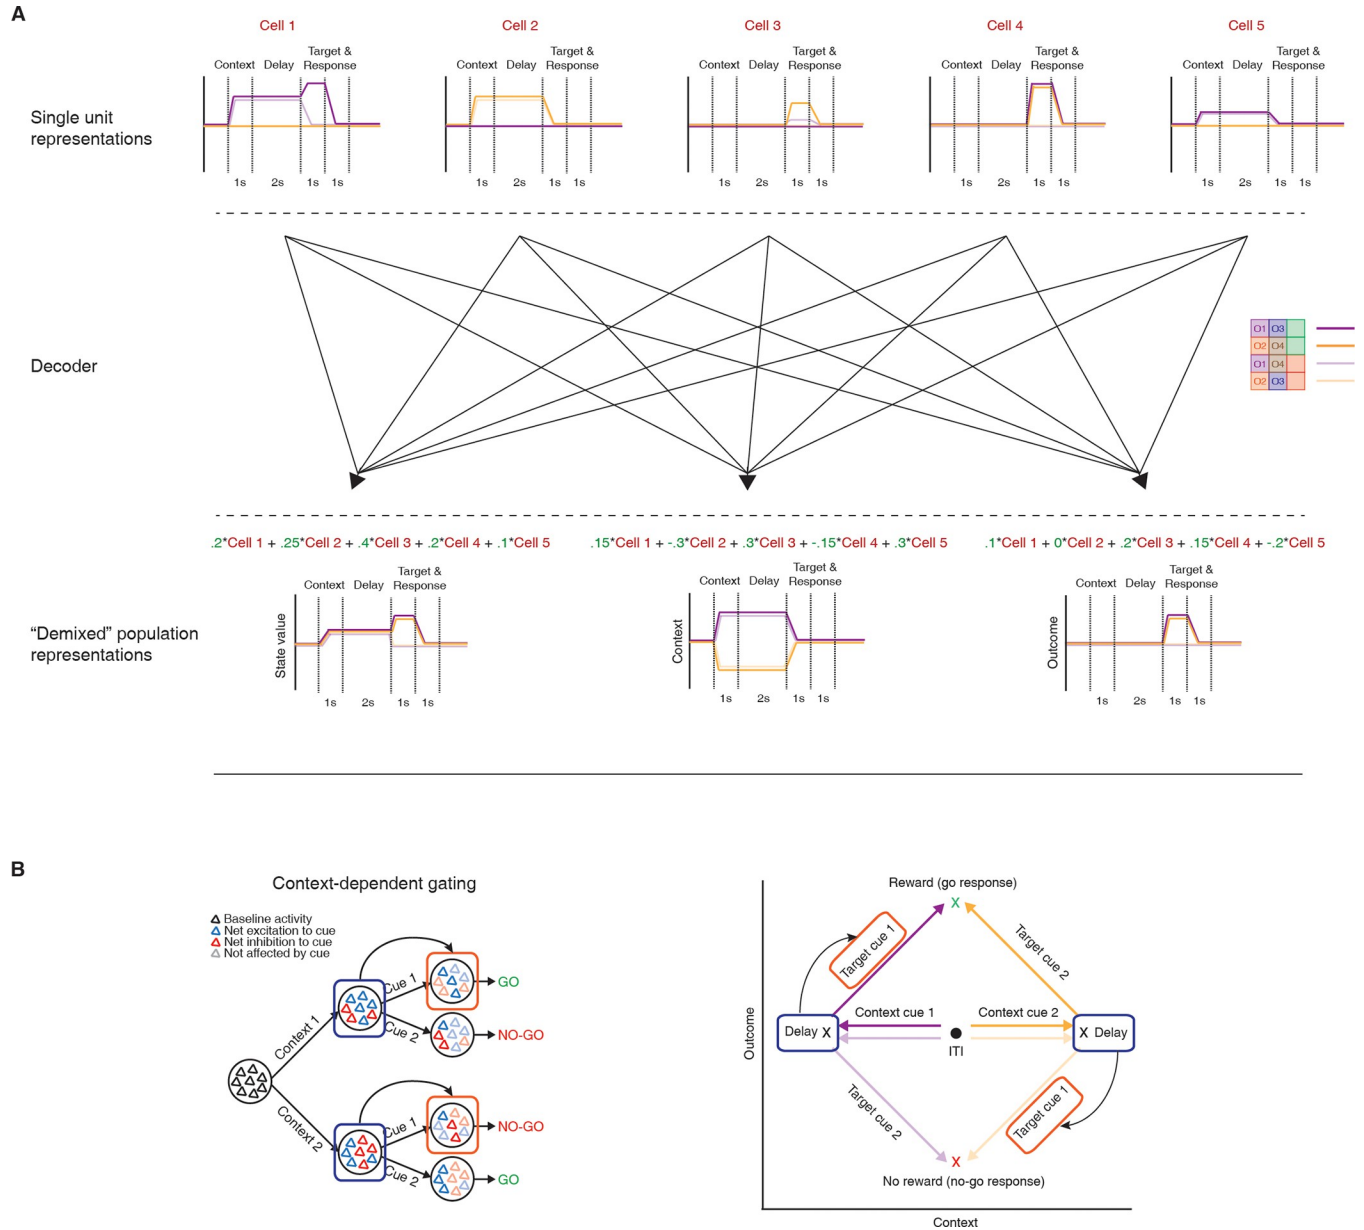 A
Cell 1
Cell 2
Cell 3
Cell 4
Cell 5
Context Delay Target & Response
Context Delay Target & Response
Context Delay Target & Response
Context Delay Target & Response
Context Delay Target & Response
Single unit
representations
1s 2s 1s 1s
1s 2s 1s 1s
1s 2s 1s 1s
1s 2s 1s 1s
1s 2s 1s 1s
Decoder
O1 O3
O2 O4
O1 O4
O2 O3
.2*Cell 1 + .25*Cell 2 + .4*Cell 3 + .2*Cell 4 + .1*Cell 5
.15*Cell 1 + -.3*Cell 2 + .3*Cell 3 + -.15*Cell 4 + .3*Cell 5
.1*Cell 1 + 0*Cell 2 + .2*Cell 3 + .15*Cell 4 + -.2*Cell 5
Context Delay Target & Response
Context Delay Target & Response
Context Delay Target & Response
“Demixed” population
representations
State value
Context
Outcome
1s 2s 1s 1s
1s 2s 1s 1s
1s 2s 1s 1s
B
Context-dependent gating
Baseline activity
Net excitation to cue
Net inhibition to cue
Not affected by cue
Context 1
Cue 1
GO
Cue 2
NO-GO
Context 2
Cue 1
NO-GO
Cue 2
GO
Reward (go response)
X
Target cue 1
Target cue 2
Context cue 1
Context cue 2
Delay X
ITI
X Delay
Target cue 2
Target cue 1
X
No reward (no-go response)
Outcome
Context